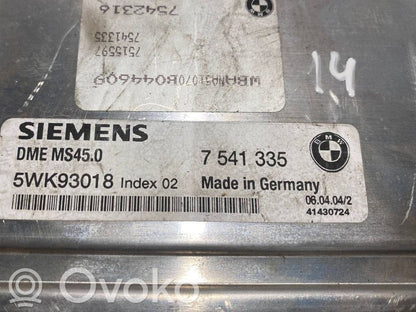 7542316
7541335
7515597
14
SIEMENS
DME MS45.0
7 541 335
BMW
5WK93018 Index 02
Made in Germany
06.04.04/2
41430724
OVOKO